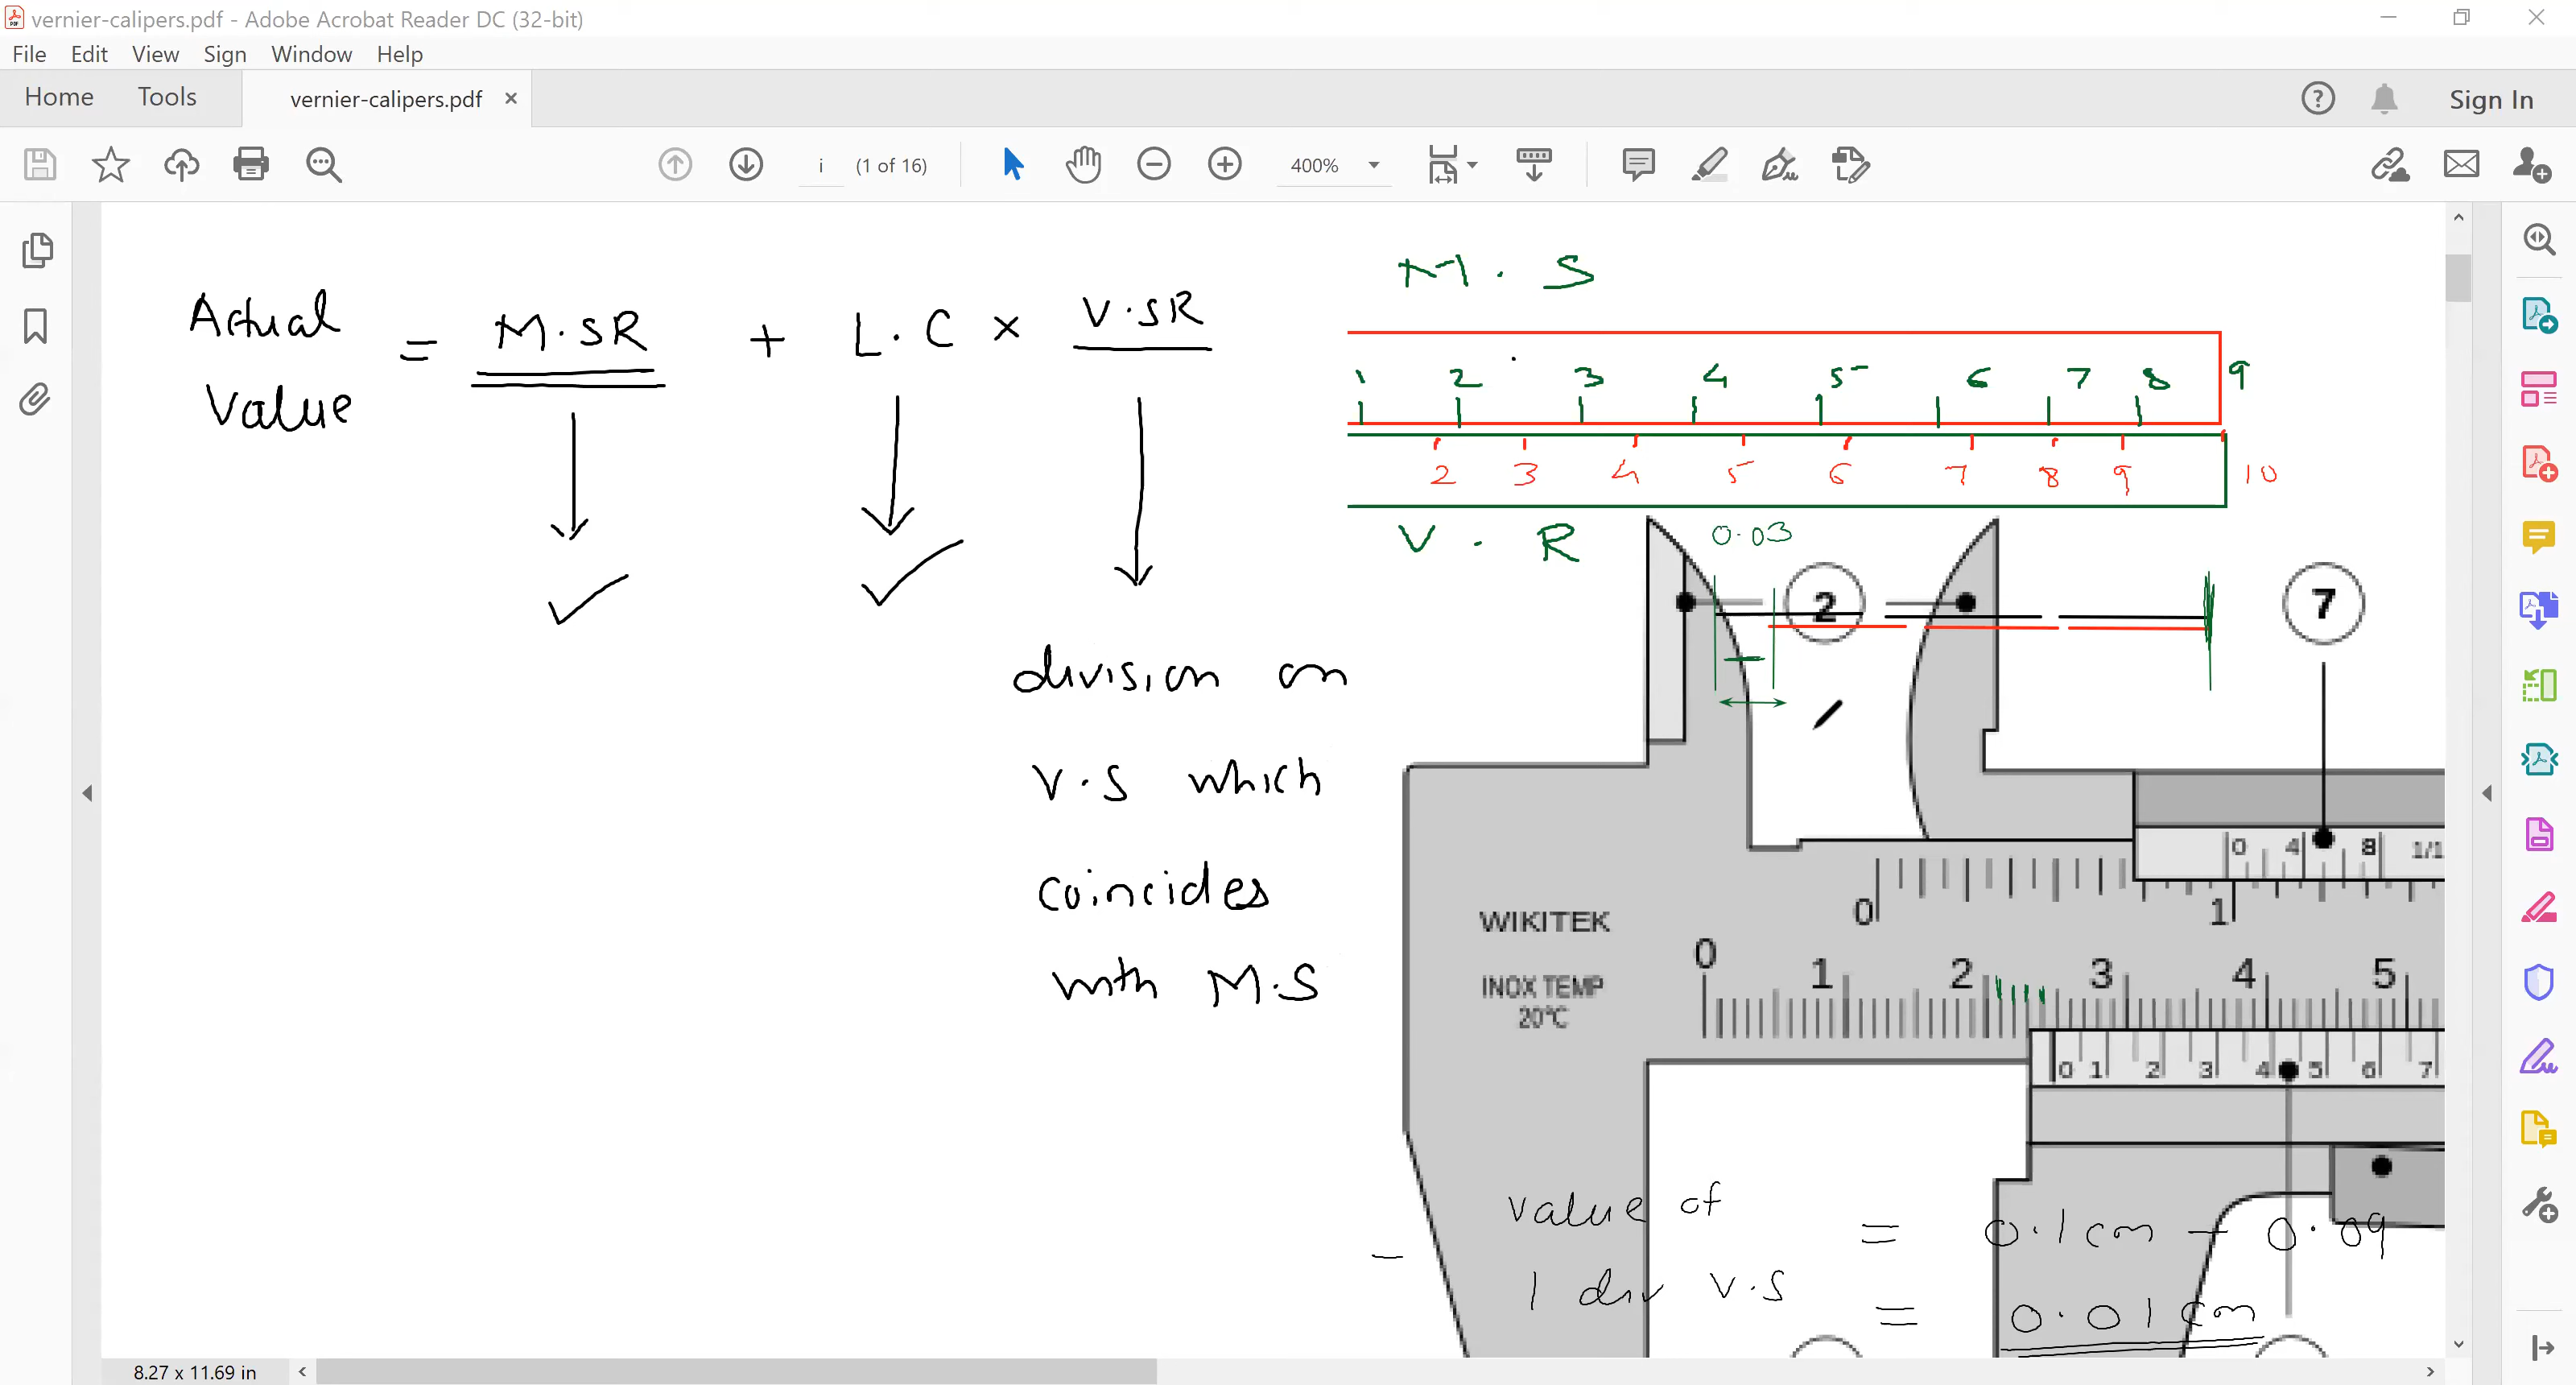 vernier-calipers.pdf - Adobe Acrobat Reader DC (32-bit)
File Edit View Sign Window Help
Home Tools vernier-calipers.pdf × Sign In
i (1 of 16) 400%
Actual Value = M.SR + L.C × V.SR
division on
V.S which
coincides
with M.S
M.S
1 2 3 4 5 6 7 8 9
2 3 4 5 6 7 8 9 10
V.R
0.03
2 7
0 4 8 1/1
0 1
WIKITEK
INOX TEMP
20°C
0 1 2 3 4 5
0 1 2 3 4 5 6 7
- value of 1 div V.S = 0.1 cm - 0.09
= 0.01 cm
8.27 x 11.69 in